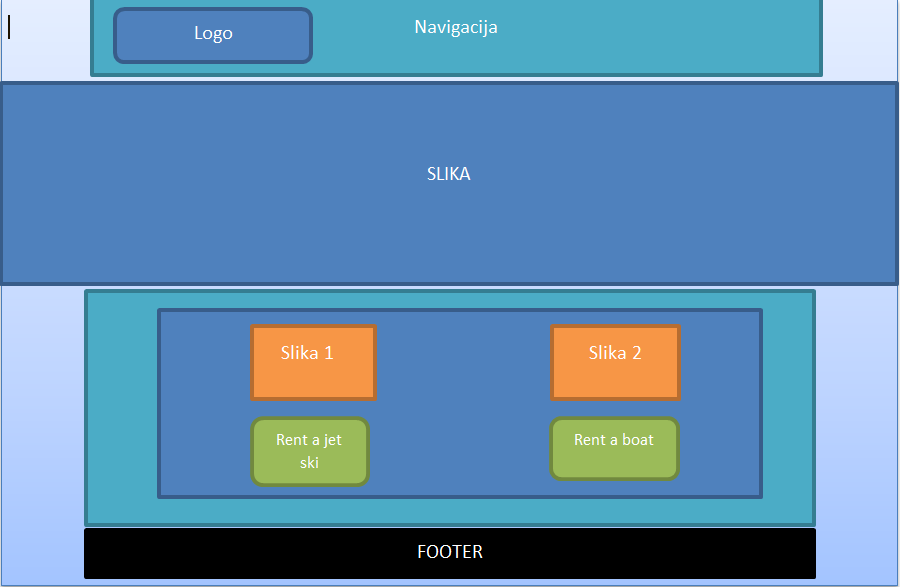 Logo
Navigacija
SLIKA
Slika 1
Slika 2
Rent a jet
ski
Rent a boat
FOOTER